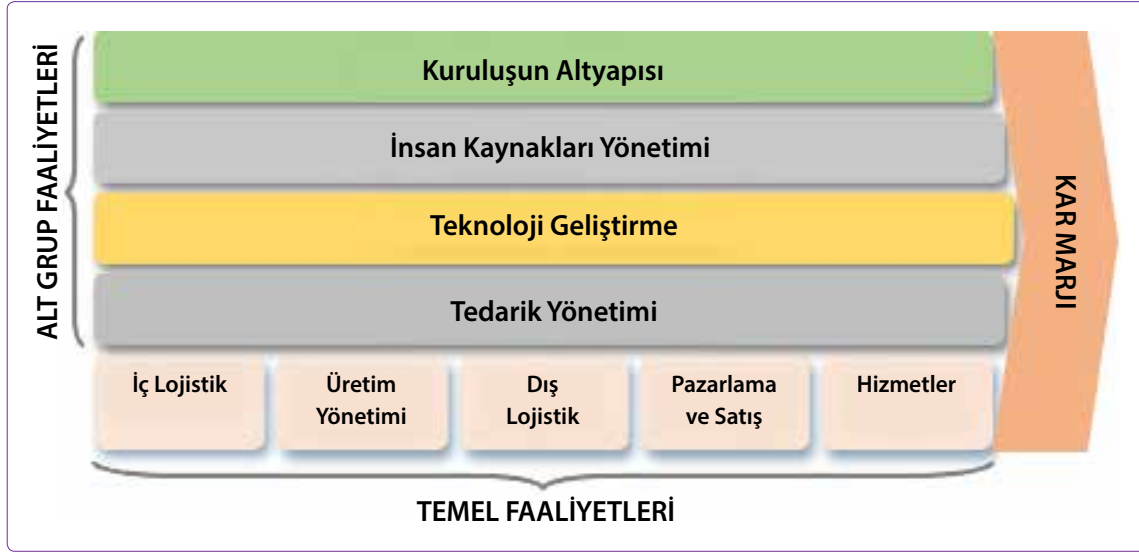 ALT GRUP FAALİYETLERİ
Kuruluşun Altyapısı
İnsan Kaynakları Yönetimi
Teknoloji Geliştirme
Tedarik Yönetimi
KAR MARJI
İç Lojistik
Üretim
Yönetimi
Dış
Lojistik
Pazarlama
ve Satış
Hizmetler
TEMEL FAALİYETLERİ